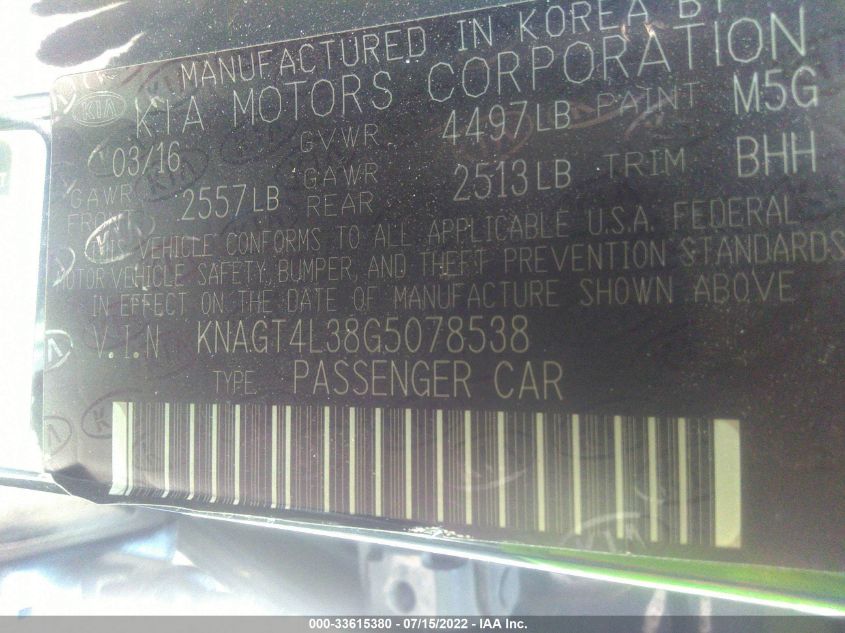 MANUFACTURED IN KOREA BY
KIA KIA MOTORS CORPORATION
03/16 GVWR 4497LB PAINT M5G
GAWR FRONT 2557LB GAWR REAR 2513LB TRIM BHH
THIS VEHICLE CONFORMS TO ALL APPLICABLE U.S.A. FEDERAL
MOTOR VEHICLE SAFETY, BUMPER, AND THEFT PREVENTION STANDARDS
IN EFFECT ON THE DATE OF MANUFACTURE SHOWN ABOVE
V.I.N KNAGT4L38G5078538
TYPE PASSENGER CAR
000-33615380 - 07/15/2022 - IAA Inc.